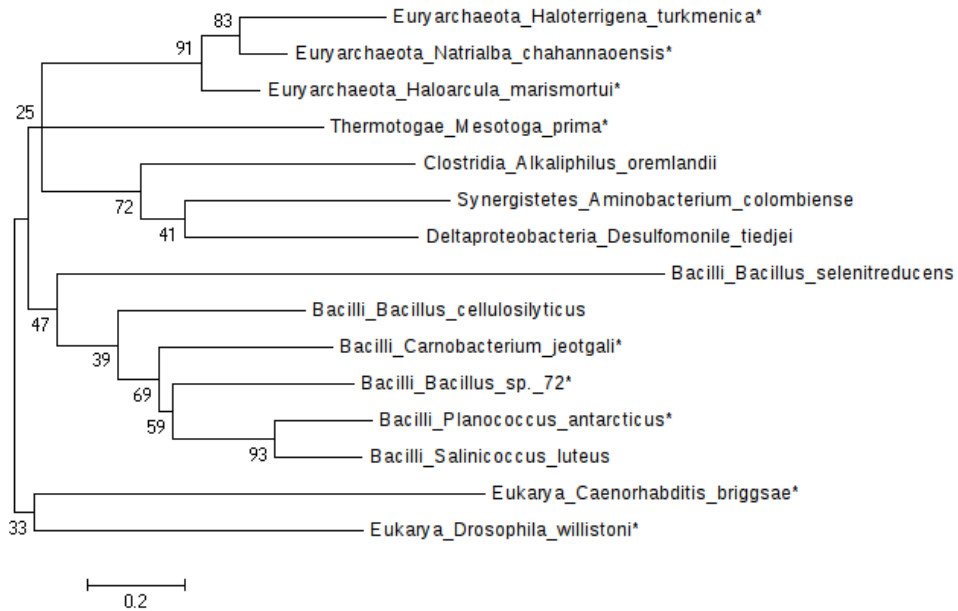 Euryarchaeota_Haloterrigena_turkmenica*
83
Euryarchaeota_Natrialba_chahannaoensis*
91
Euryarchaeota_Haloarcula_marismortui*
25
Thermotogae_Mesotoga_prima*
Clostridia_Alkaliphilus_oremlandii
72
Synergistetes_Aminobacterium_colombiense
41
Deltaproteobacteria_Desulfomonile_tiedjei
Bacilli_Bacillus_selenitreducens
47
Bacilli_Bacillus_cellulosilyticus
39
Bacilli_Carnobacterium_jeotgali*
69
Bacilli_Bacillus_sp._72*
59
Bacilli_Planococcus_antarcticus*
93
Bacilli_Salinicoccus_luteus
Eukarya_Caenorhabditis_briggsae*
33
Eukarya_Drosophila_willistoni*
0.2